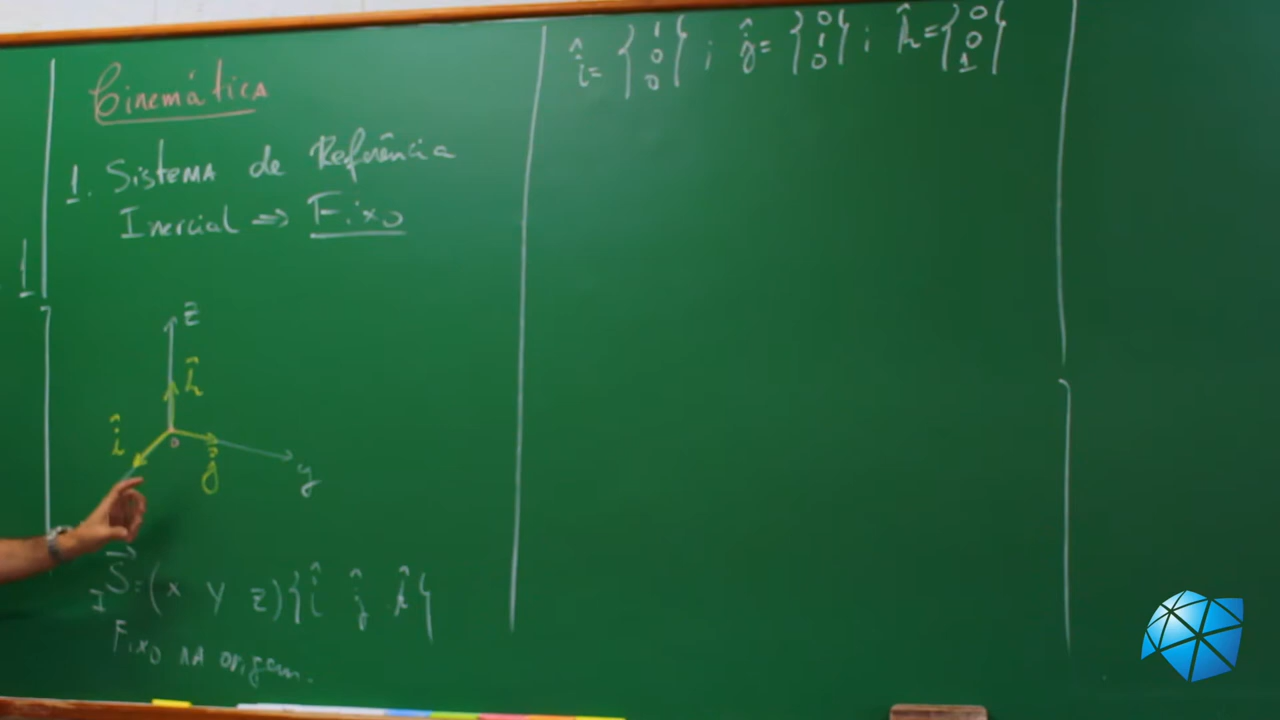 Cinemática
1. Sistema de Referência
Inercial ⇒ Fixo
z
k̂
î
o
ĵ
y
I S⃗ = (x y z){î ĵ k̂}
Fixo na origem.
î = {1 0 0} ; ĵ = {0 1 0} ; k̂ = {0 0 1}
1